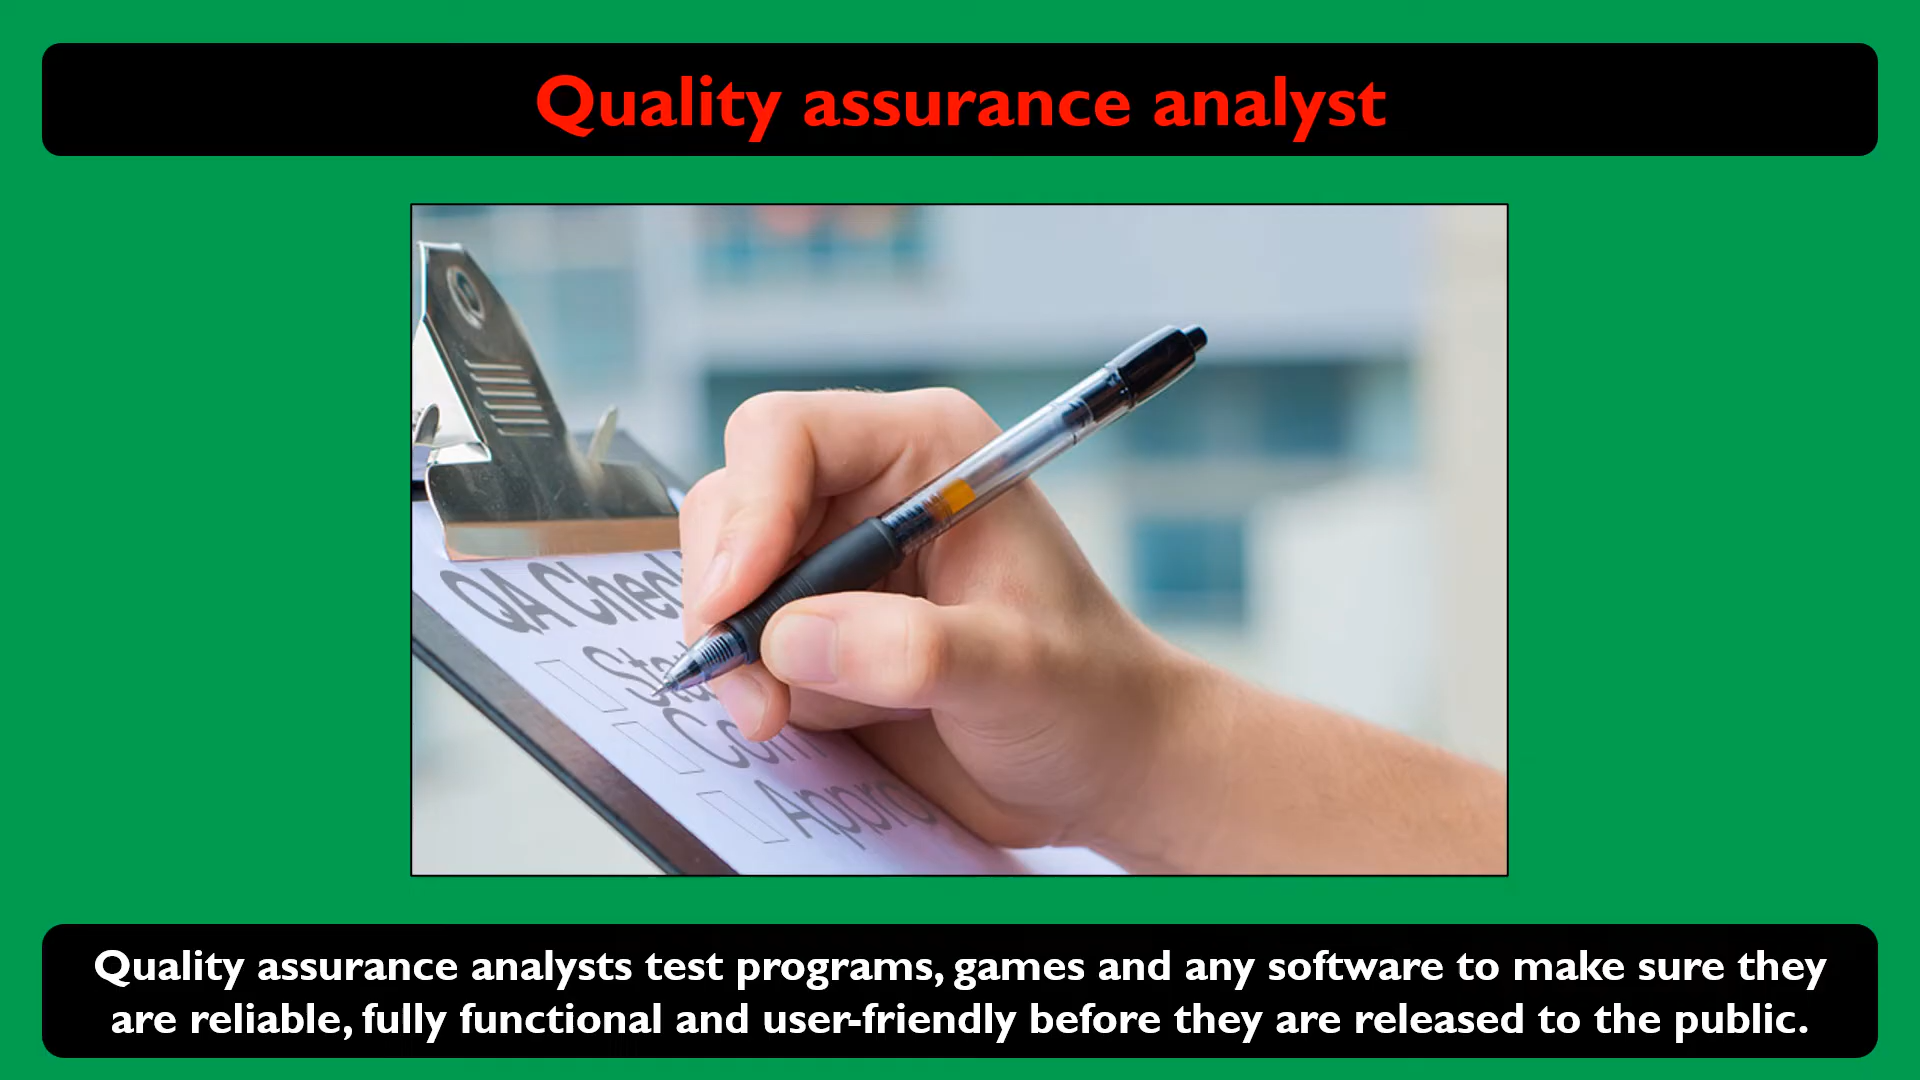 Quality assurance analyst
QA Check
Quality assurance analysts test programs, games and any software to make sure they
are reliable, fully functional and user-friendly before they are released to the public.